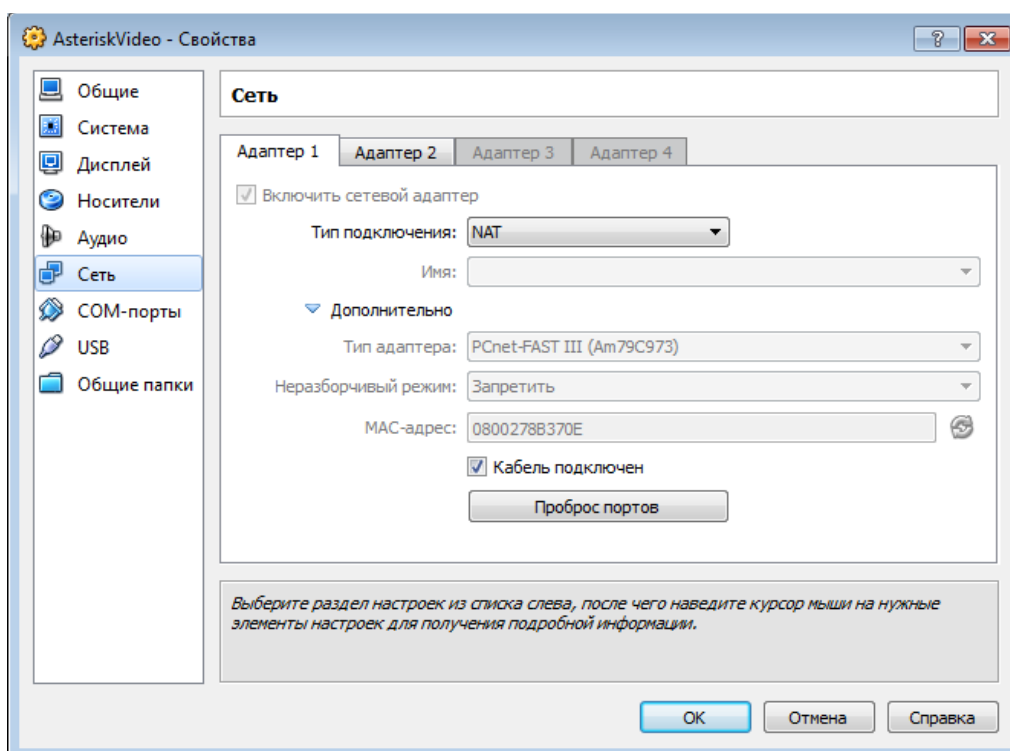 AsteriskVideo - Свойства
Общие
Система
Дисплей
Носители
Аудио
Сеть
COM-порты
USB
Общие папки
Сеть
Адаптер 1 Адаптер 2 Адаптер 3 Адаптер 4
Включить сетевой адаптер
Тип подключения: NAT
Имя:
Дополнительно
Тип адаптера: PCnet-FAST III (Am79C973)
Неразборчивый режим: Запретить
MAC-адрес: 0800278B370E
Кабель подключен
Проброс портов
Выберите раздел настроек из списка слева, после чего наведите курсор мыши на нужные
элементы настроек для получения подробной информации.
OK Отмена Справка